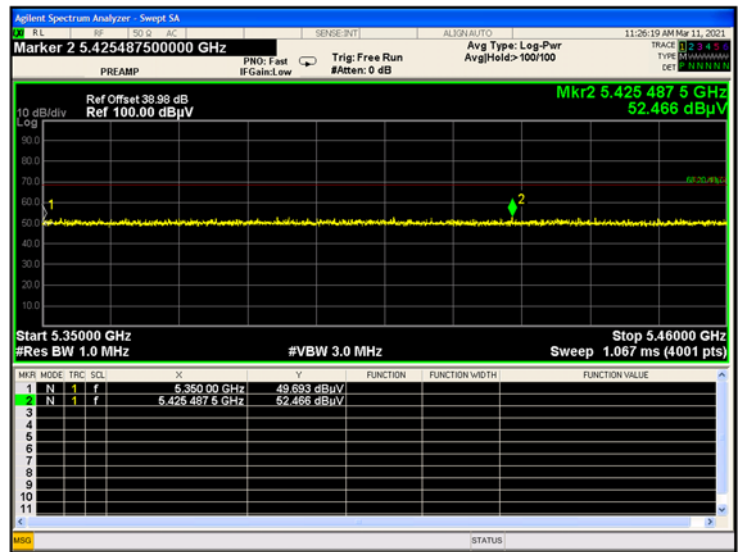 Agilent Spectrum Analyzer - Swept SA
RL RF 50 Ω AC SENSE:INT ALIGNAUTO 11:26:19 AM Mar 11, 2021
Marker 2 5.425487500000 GHz
PREAMP
PNO: Fast
IFGain:Low
Trig: Free Run
#Atten: 0 dB
Avg Type: Log-Pwr
Avg|Hold:>100/100
TRACE 1 2 3 4 5 6
TYPE
DET P N N N N N
Mkr2 5.425 487 5 GHz
52.466 dBµV
Ref Offset 38.98 dB
10 dB/div Ref 100.00 dBµV
Log
90.0
80.0
70.0
60.0
50.0
40.0
30.0
20.0
10.0
1
2
Start 5.35000 GHz Stop 5.46000 GHz
#Res BW 1.0 MHz #VBW 3.0 MHz Sweep 1.067 ms (4001 pts)
MKR MODE TRC SCL X Y FUNCTION FUNCTION WIDTH FUNCTION VALUE
1 N 1 f 5.350 00 GHz 49.693 dBµV
2 N 1 f 5.425 487 5 GHz 52.466 dBµV
3
4
5
6
7
8
9
10
11
MSG STATUS